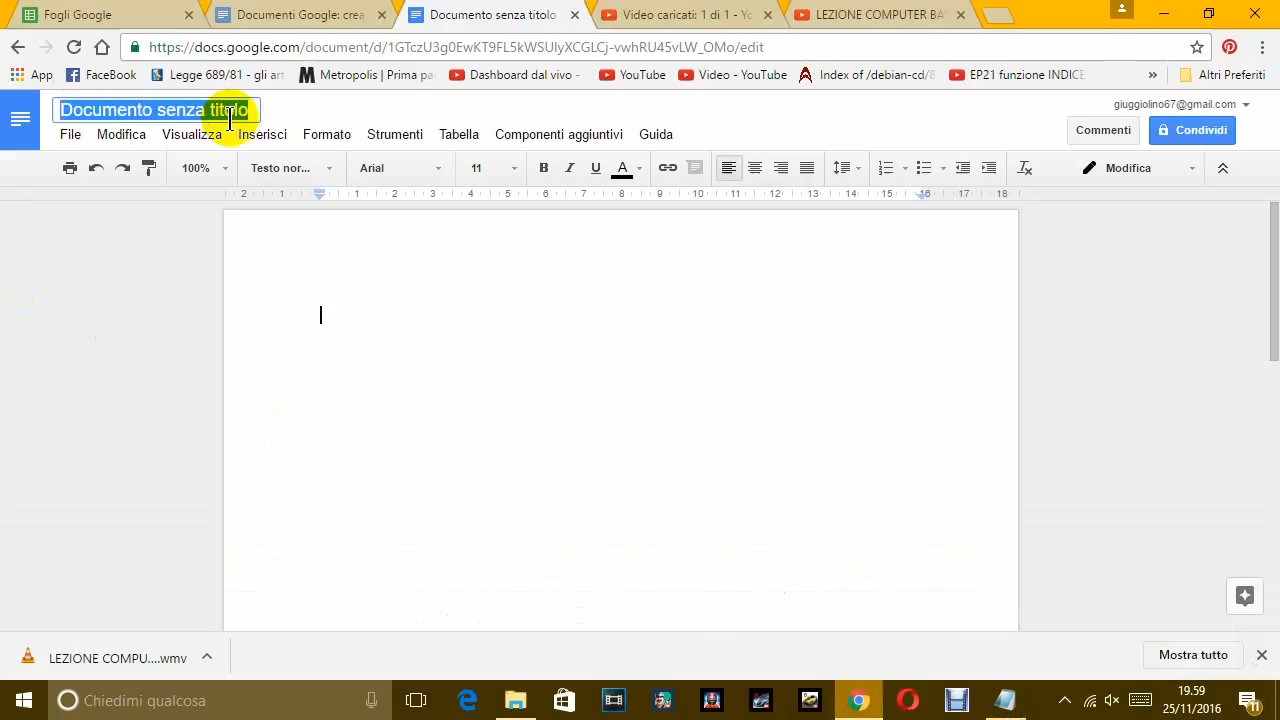 Fogli Google
Documenti Google: crea
Documento senza titolo
Video caricati: 1 di 1 - Yc
LEZIONE COMPUTER BA
https://docs.google.com/document/d/1GTczU3g0EwKT9FL5kWSUIyXCGLCj-vwhRU45vLW_OMo/edit
App
FaceBook
Legge 689/81 - gli art
Metropolis | Prima pa
Dashboard dal vivo -
YouTube
Video - YouTube
Index of /debian-cd/8
EP21 funzione INDICE
»
Altri Preferiti
Documento senza titolo
giuggiolino67@gmail.com
File Modifica Visualizza Inserisci Formato Strumenti Tabella Componenti aggiuntivi Guida
Commenti
Condividi
100% Testo nor... Arial 11 B I U A Modifica
2 1 1 2 3 4 5 6 7 8 9 10 11 12 13 14 15 16 17 18
LEZIONE COMPU....wmv
Mostra tutto
Chiedimi qualcosa
19.59
25/11/2016
11